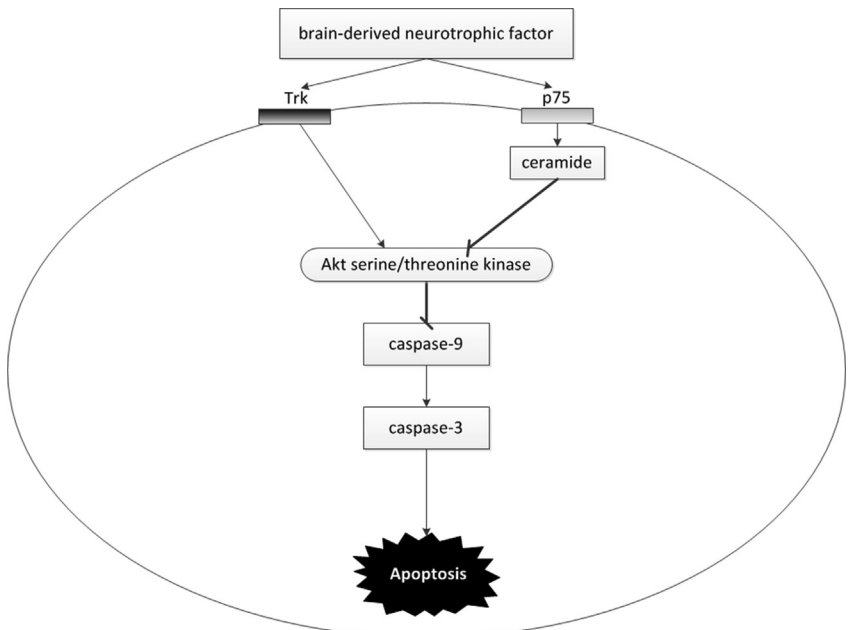 brain-derived neurotrophic factor
Trk
p75
ceramide
Akt serine/threonine kinase
caspase-9
caspase-3
Apoptosis